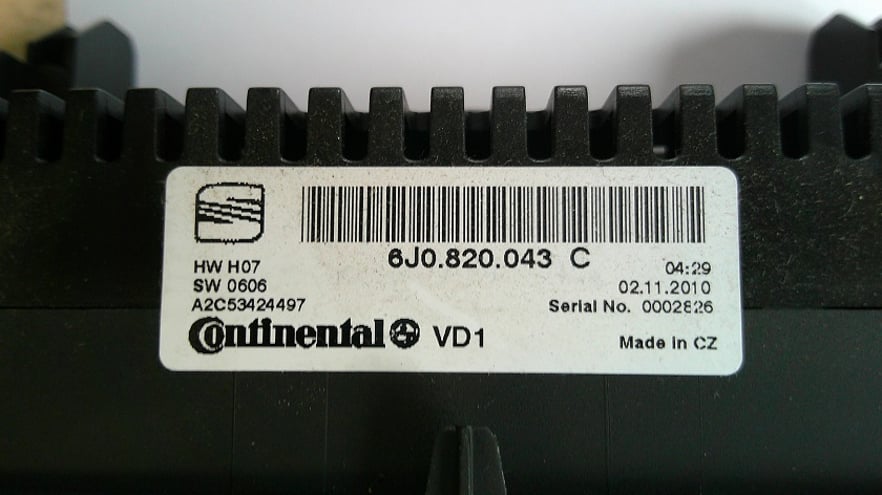 6J0.820.043 C
HW H07
04:29
SW 0606
02.11.2010
A2C53424497
Serial No. 0002826
Continental VD1
Made in CZ